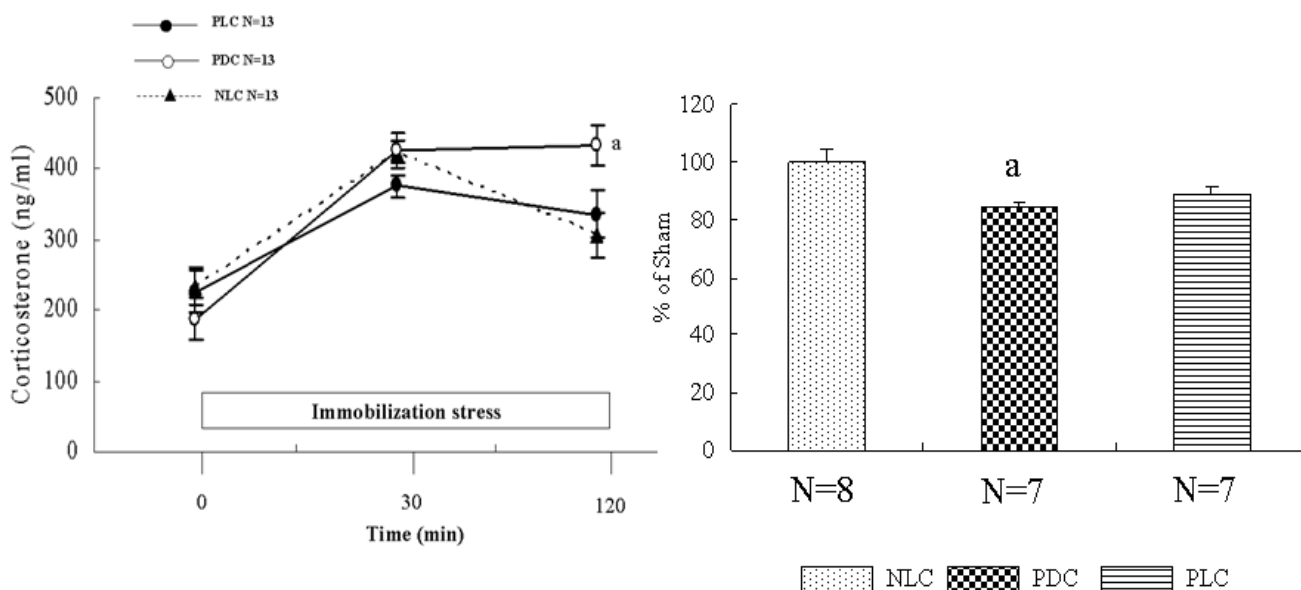 PLC N=13
PDC N=13
NLC N=13
Corticosterone (ng/ml)
500
400
300
200
100
0
a
Immobilization stress
0 30 120
Time (min)
% of Sham
120
100
80
60
40
20
0
a
N=8 N=7 N=7
NLC PDC PLC